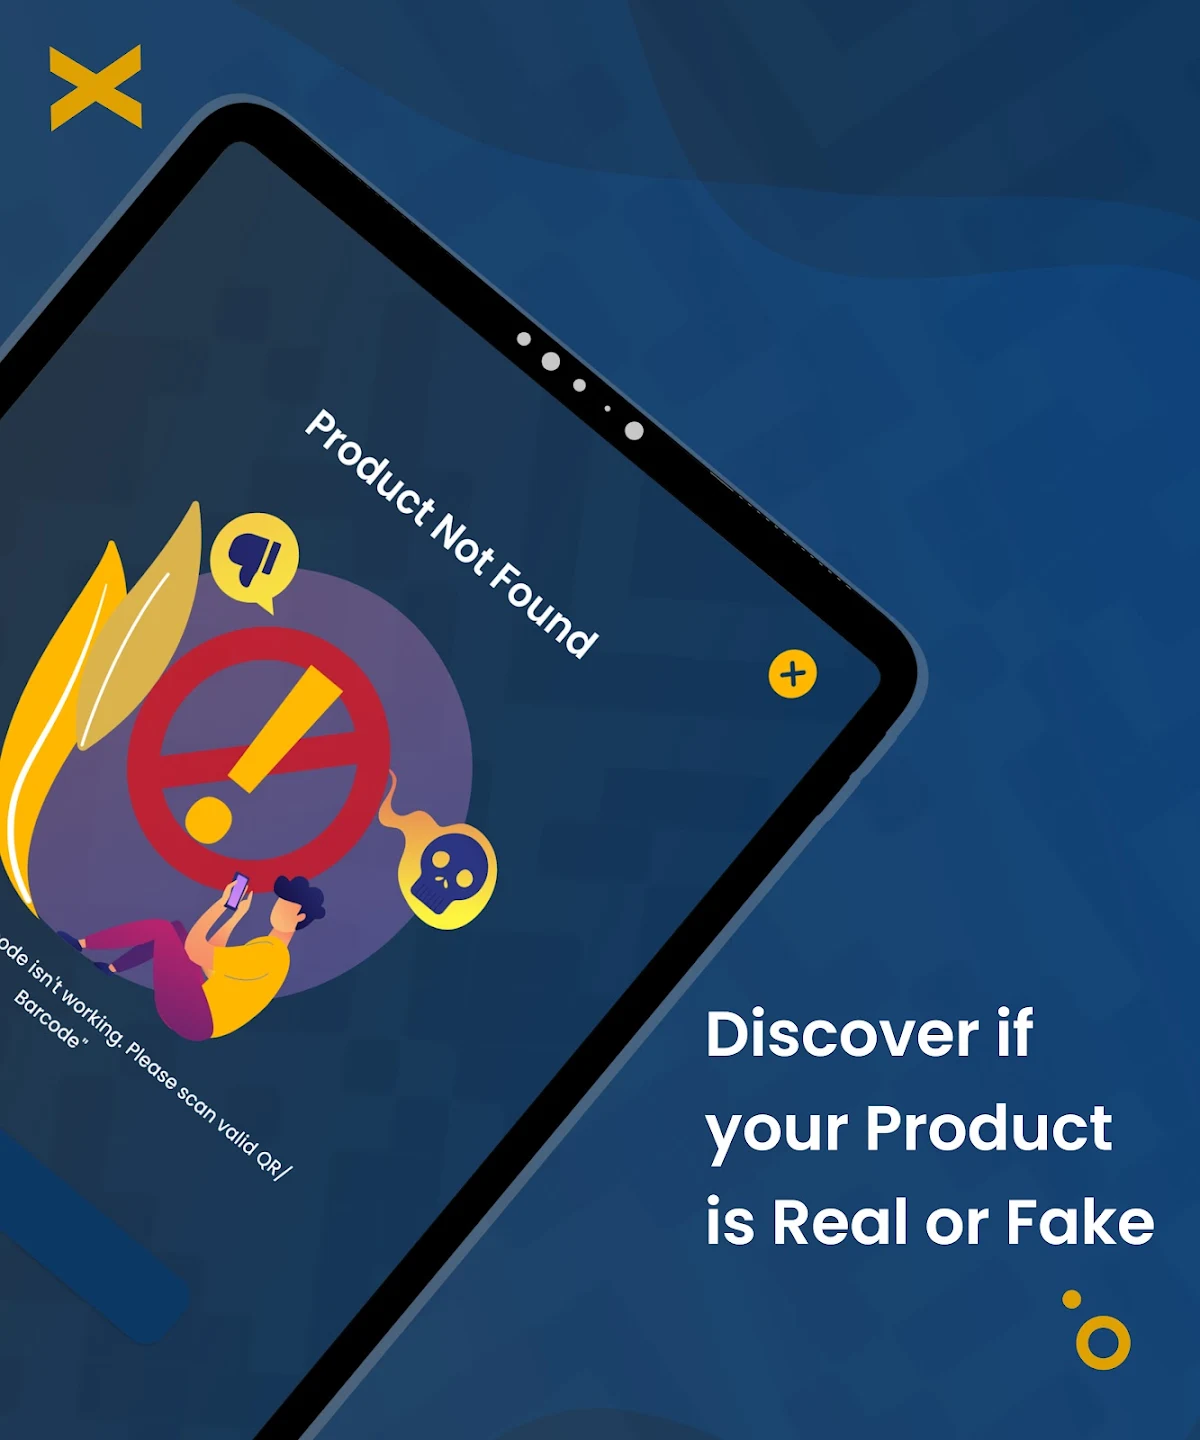 Product Not Found
ode isn't working. Please scan valid QR/
Barcode"
Discover if
your Product
is Real or Fake